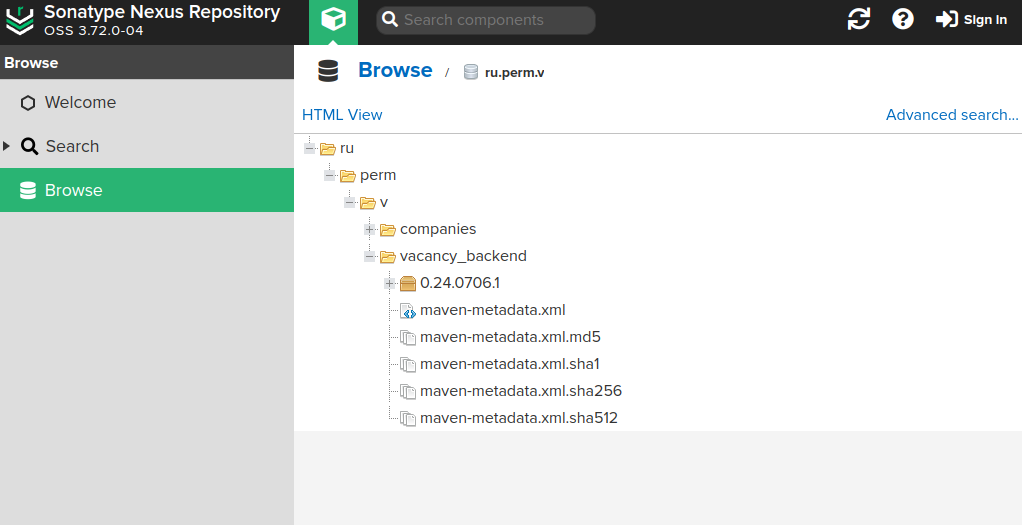 Sonatype Nexus Repository
OSS 3.72.0-04
Search components
Sign In
Browse
Welcome
Search
Browse
Browse / ru.perm.v
HTML View
Advanced search...
ru
perm
v
companies
vacancy_backend
0.24.0706.1
maven-metadata.xml
maven-metadata.xml.md5
maven-metadata.xml.sha1
maven-metadata.xml.sha256
maven-metadata.xml.sha512